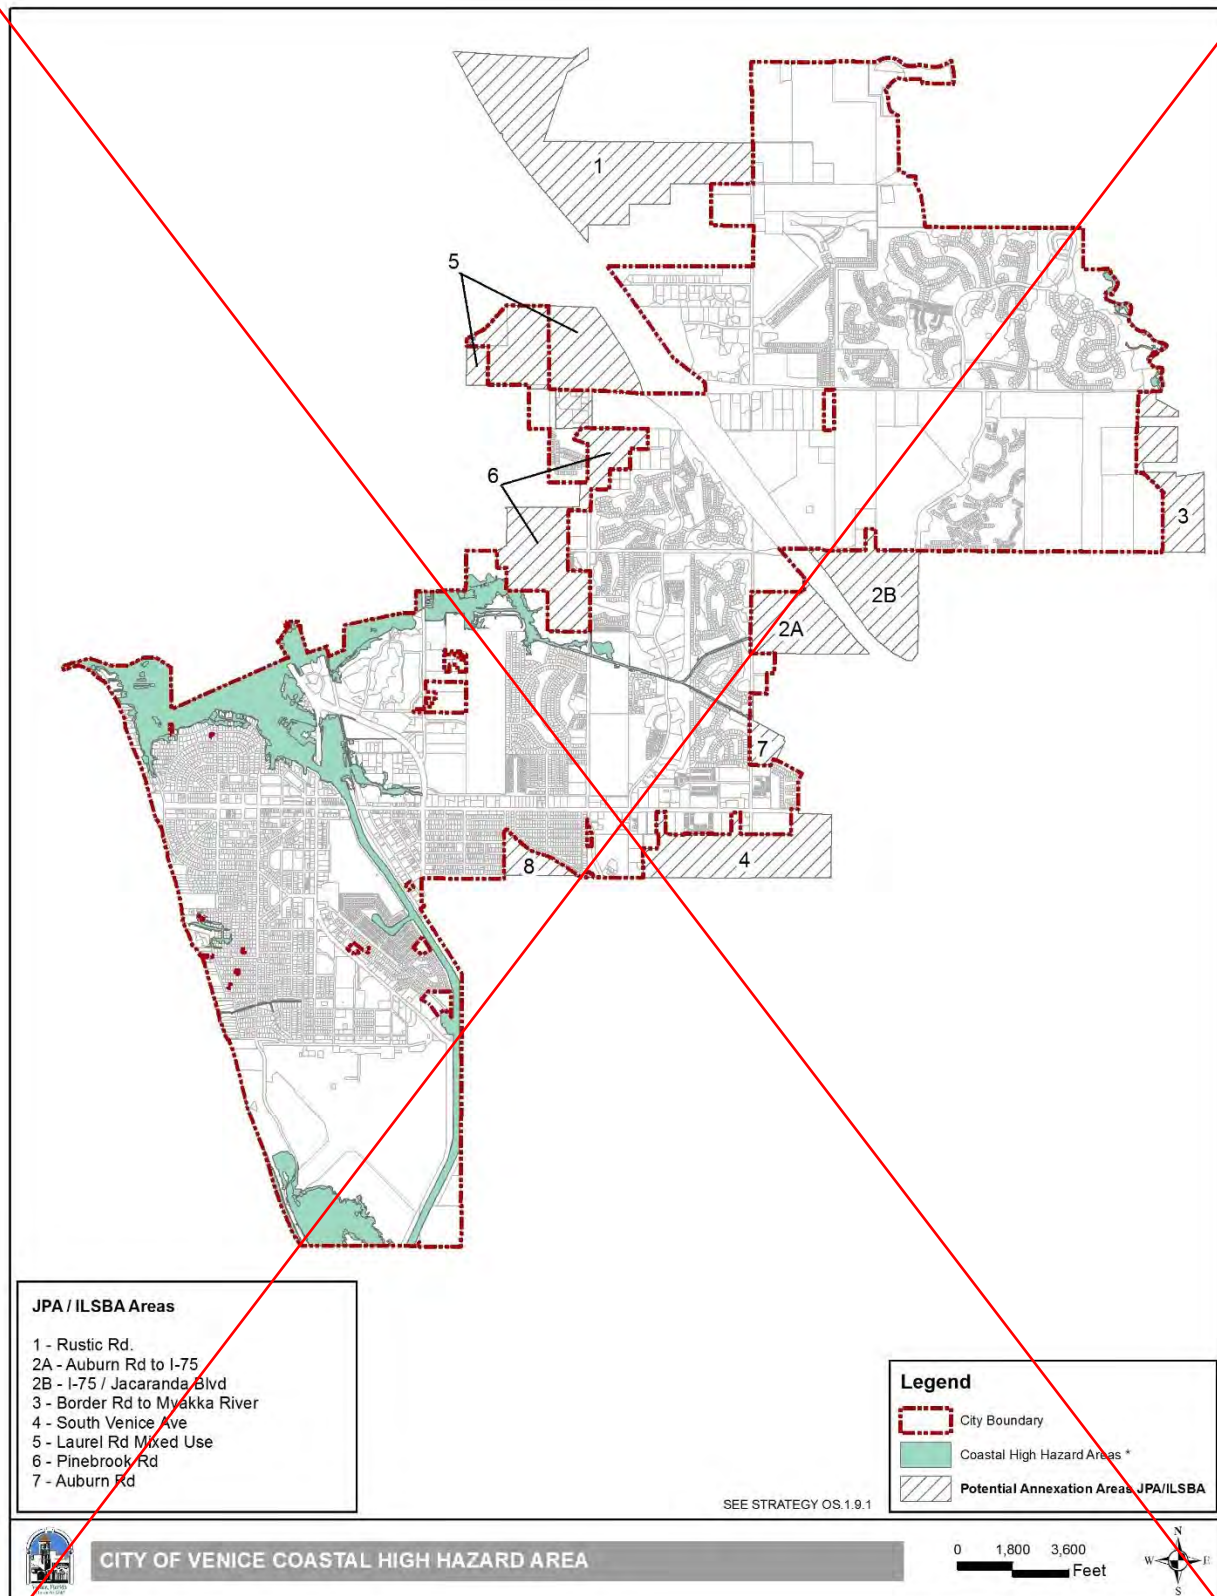 1
5
6
3
2B
2A
7
8
4
JPA / ILSBA Areas
1 - Rustic Rd.
2A - Auburn Rd to I-75
2B - I-75 / Jacaranda Blvd
3 - Border Rd to Myakka River
4 - South Venice Ave
5 - Laurel Rd Mixed Use
6 - Pinebrook Rd
7 - Auburn Rd
SEE STRATEGY OS.1.9.1
Legend
City Boundary
Coastal High Hazard Areas *
Potential Annexation Areas JPA/ILSBA
CITY OF VENICE COASTAL HIGH HAZARD AREA
0 1,800 3,600
Feet
N
W E
S